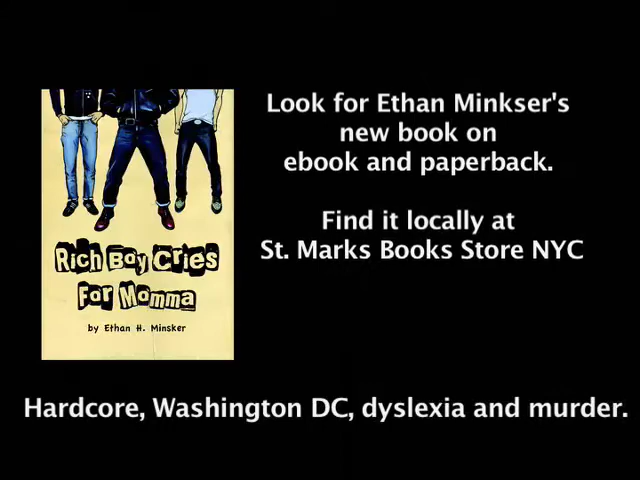 Look for Ethan Minkser's
new book on
ebook and paperback.
Find it locally at
St. Marks Books Store NYC
Rich Boy Cries
For Momma
by Ethan H. Minsker
Hardcore, Washington DC, dyslexia and murder.